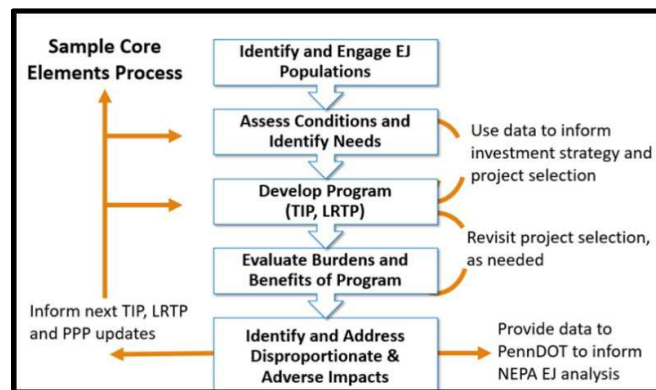 Sample Core
Elements Process
Identify and Engage EJ
Populations
Assess Conditions and
Identify Needs
Use data to inform
investment strategy and
project selection
Develop Program
(TIP, LRTP)
Revisit project selection,
as needed
Evaluate Burdens and
Benefits of Program
Inform next TIP, LRTP
and PPP updates
Identify and Address
Disproportionate &
Adverse Impacts
Provide data to
PennDOT to inform
NEPA EJ analysis